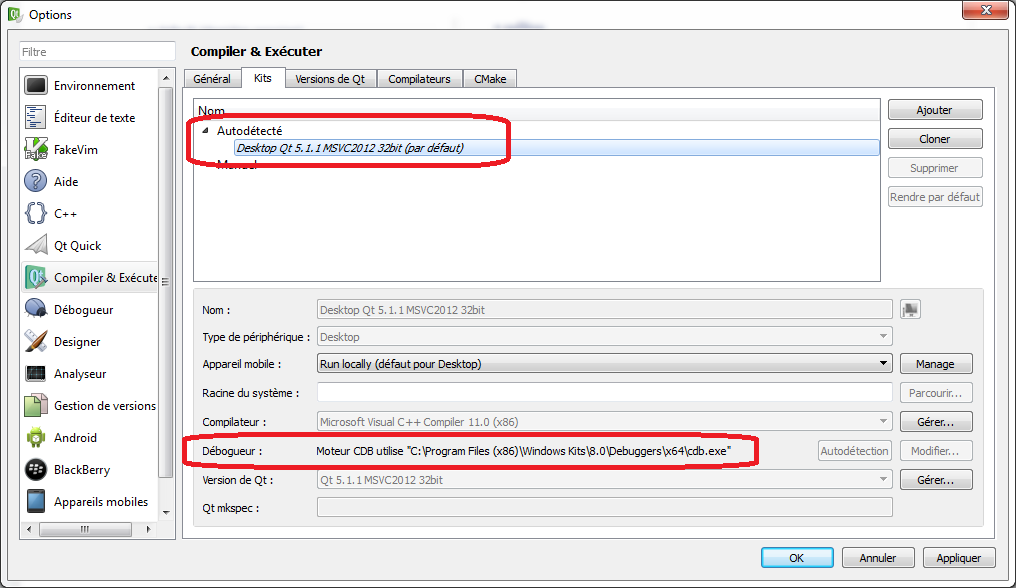 Options
Filtre
Environnement
Éditeur de texte
FakeVim
Aide
C++
Qt Quick
Compiler & Exécute
Débogueur
Designer
Analyseur
Gestion de versions
Android
BlackBerry
Appareils mobiles
Compiler & Exécuter
Général Kits Versions de Qt Compilateurs CMake
Nom
Autodétecté
Desktop Qt 5.1.1 MSVC2012 32bit (par défaut)
Manuel
Ajouter
Cloner
Supprimer
Rendre par défaut
Nom : Desktop Qt 5.1.1 MSVC2012 32bit
Type de périphérique : Desktop
Appareil mobile : Run locally (défaut pour Desktop) Manage
Racine du système : Parcourir...
Compilateur : Microsoft Visual C++ Compiler 11.0 (x86) Gérer...
Débogueur : Moteur CDB utilise "C:\Program Files (x86)\Windows Kits\8.0\Debuggers\x64\cdb.exe" Autodétection Modifier...
Version de Qt : Qt 5.1.1 MSVC2012 32bit Gérer...
Qt mkspec :
OK Annuler Appliquer